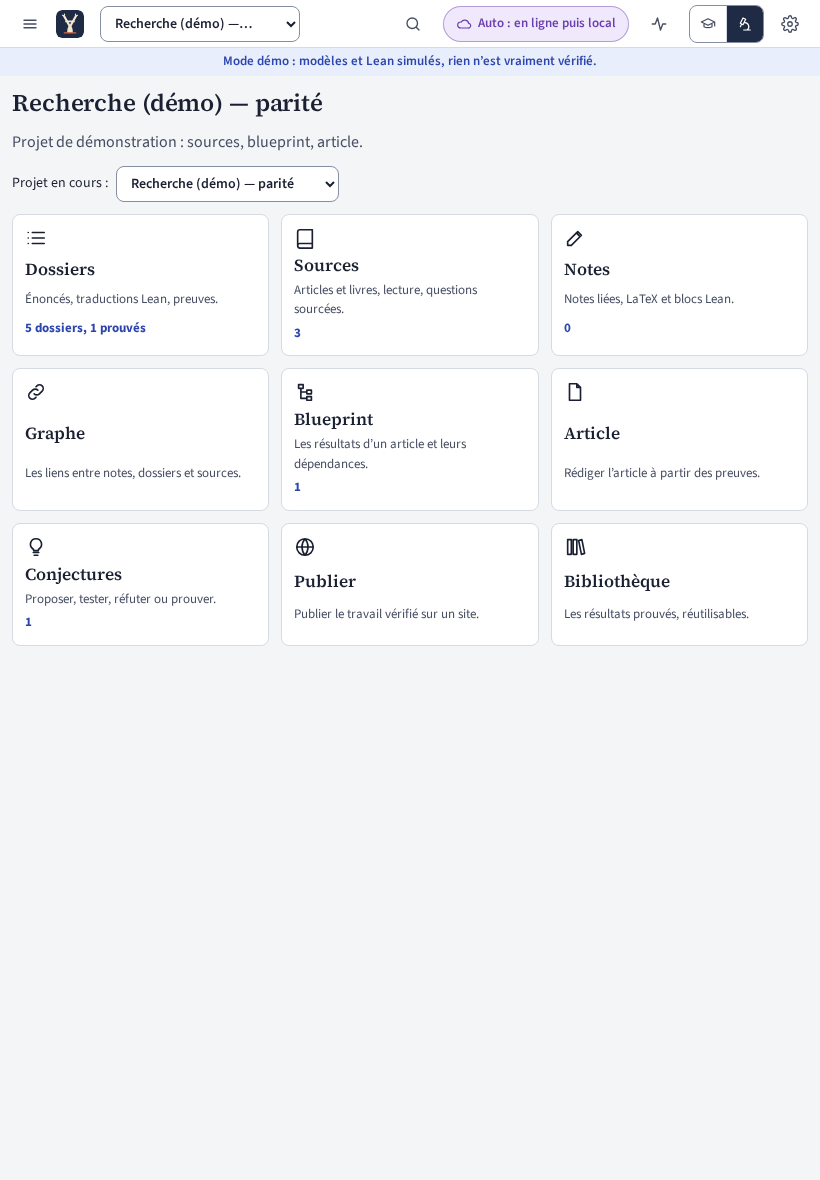 Recherche (démo) —…
Auto : en ligne puis local
Mode démo : modèles et Lean simulés, rien n’est vraiment vérifié.
Recherche (démo) — parité
Projet de démonstration : sources, blueprint, article.
Projet en cours :
Recherche (démo) — parité
Dossiers
Énoncés, traductions Lean, preuves.
5 dossiers, 1 prouvés
Sources
Articles et livres, lecture, questions
sourcées.
3
Notes
Notes liées, LaTeX et blocs Lean.
0
Graphe
Les liens entre notes, dossiers et sources.
Blueprint
Les résultats d’un article et leurs
dépendances.
1
Article
Rédiger l’article à partir des preuves.
Conjectures
Proposer, tester, réfuter ou prouver.
1
Publier
Publier le travail vérifié sur un site.
Bibliothèque
Les résultats prouvés, réutilisables.